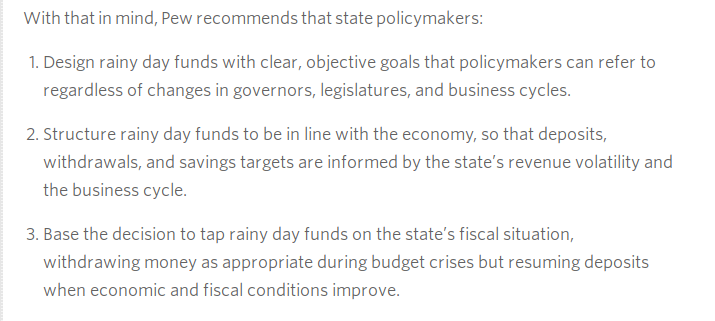 With that in mind, Pew recommends that state policymakers:
1. Design rainy day funds with clear, objective goals that policymakers can refer to
regardless of changes in governors, legislatures, and business cycles.
2. Structure rainy day funds to be in line with the economy, so that deposits,
withdrawals, and savings targets are informed by the state’s revenue volatility and
the business cycle.
3. Base the decision to tap rainy day funds on the state’s fiscal situation,
withdrawing money as appropriate during budget crises but resuming deposits
when economic and fiscal conditions improve.